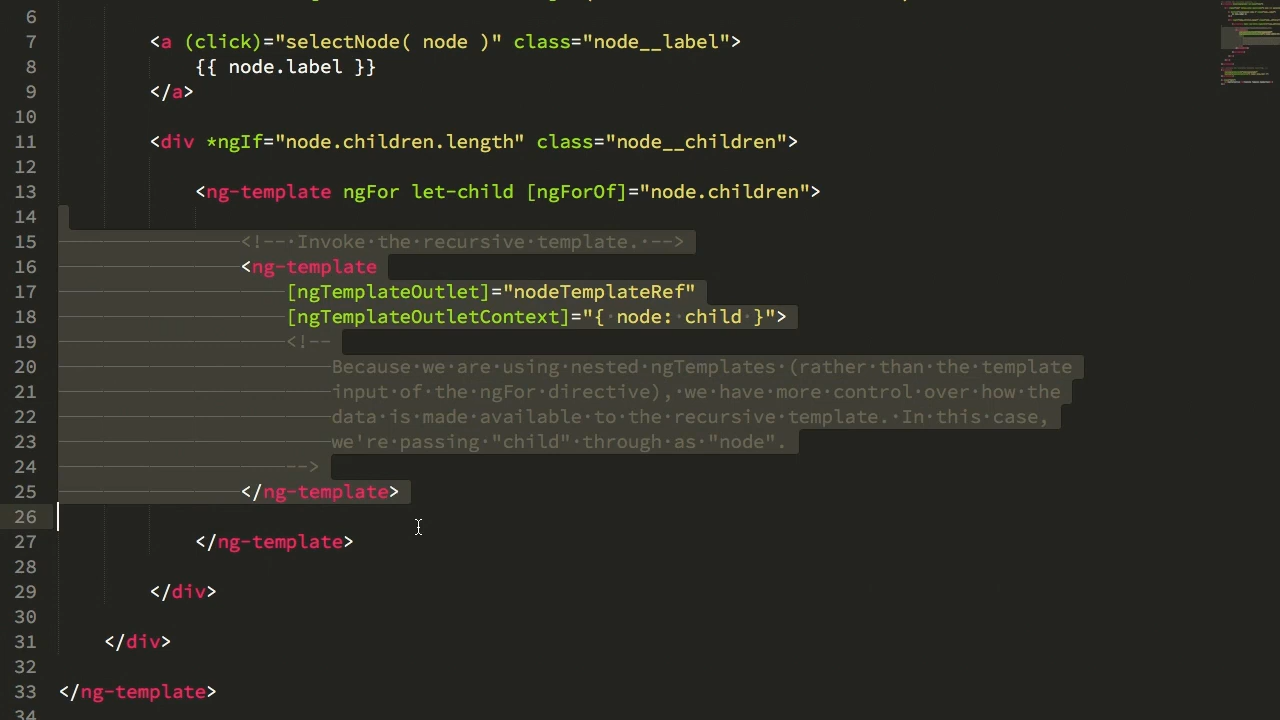 6
7 <a (click)="selectNode( node )" class="node__label">
8 {{ node.label }}
9 </a>
10
11 <div *ngIf="node.children.length" class="node__children">
12
13 <ng-template ngFor let-child [ngForOf]="node.children">
14
15 <!-- Invoke the recursive template. -->
16 <ng-template
17 [ngTemplateOutlet]="nodeTemplateRef"
18 [ngTemplateOutletContext]="{ node: child }">
19 <!--
20 Because we are using nested ngTemplates (rather than the template
21 input of the ngFor directive), we have more control over how the
22 data is made available to the recursive template. In this case,
23 we're passing "child" through as "node".
24 -->
25 </ng-template>
26
27 </ng-template>
28
29 </div>
30
31 </div>
32
33 </ng-template>
34